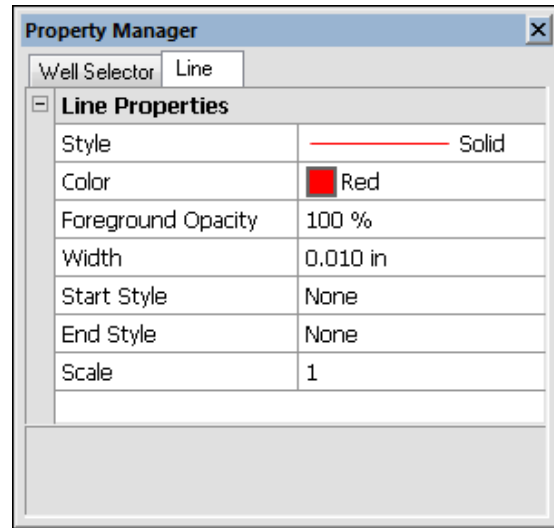 Property Manager
Well Selector Line
Line Properties
Style Solid
Color Red
Foreground Opacity 100 %
Width 0.010 in
Start Style None
End Style None
Scale 1